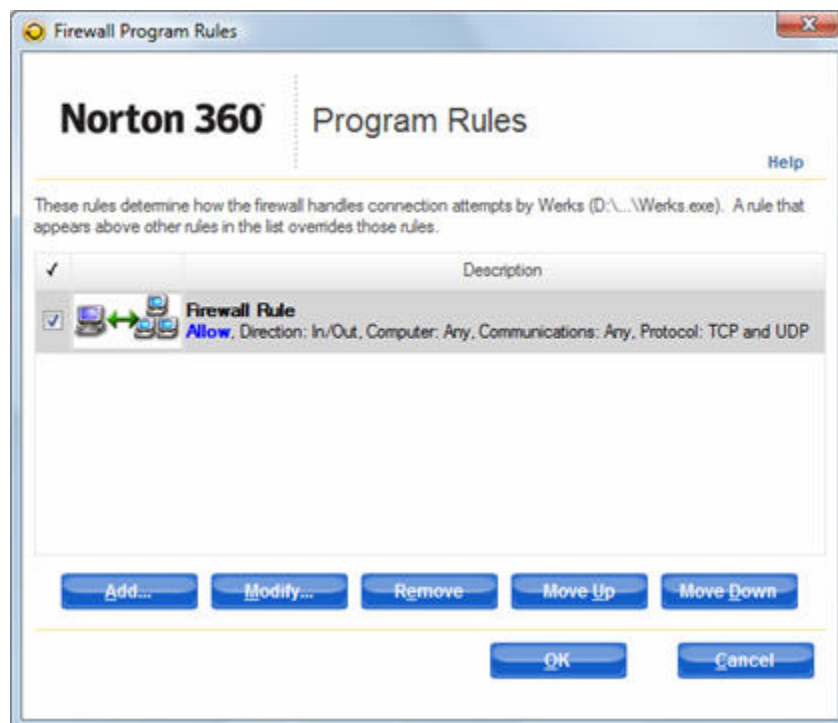 Firewall Program Rules
Norton 360
Program Rules
Help
These rules determine how the firewall handles connection attempts by Werks (D:\...\Werks.exe). A rule that
appears above other rules in the list overrides those rules.
Description
Firewall Rule
Allow, Direction: In/Out, Computer: Any, Communications: Any, Protocol: TCP and UDP
Add...
Modify...
Remove
Move Up
Move Down
OK
Cancel